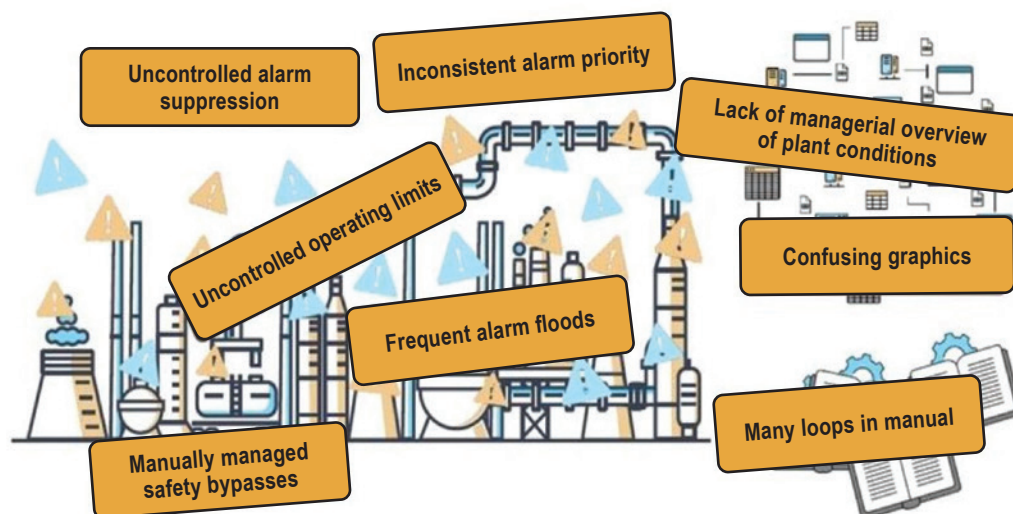 Uncontrolled alarm
suppression
Inconsistent alarm priority
Lack of managerial overview
of plant conditions
Uncontrolled operating limits
Confusing graphics
Frequent alarm floods
Many loops in manual
Manually managed
safety bypasses